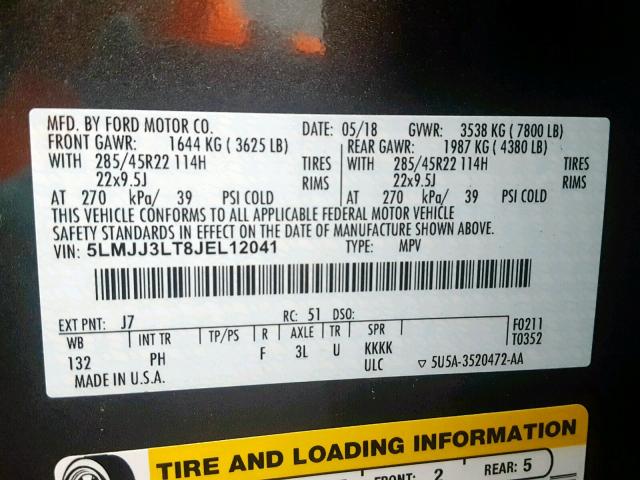 MFD. BY FORD MOTOR CO. DATE: 05/18 GVWR: 3538 KG ( 7800 LB)
FRONT GAWR: 1644 KG ( 3625 LB) REAR GAWR: 1987 KG ( 4380 LB)
WITH 285/45R22 114H TIRES WITH 285/45R22 114H TIRES
22x9.5J RIMS 22x9.5J RIMS
AT 270 kPa/ 39 PSI COLD AT 270 kPa/ 39 PSI COLD
THIS VEHICLE CONFORMS TO ALL APPLICABLE FEDERAL MOTOR VEHICLE
SAFETY STANDARDS IN EFFECT ON THE DATE OF MANUFACTURE SHOWN ABOVE.
VIN: 5LMJJ3LT8JEL12041 TYPE: MPV
EXT PNT: J7 RC: 51 DSO: F0211
WB INT TR TP/PS R AXLE TR SPR T0352
132 PH F 3L U KKKK
ULC ▽ 5U5A-3520472-AA
MADE IN U.S.A.
TIRE AND LOADING INFORMATION
FRONT: 2 REAR: 5